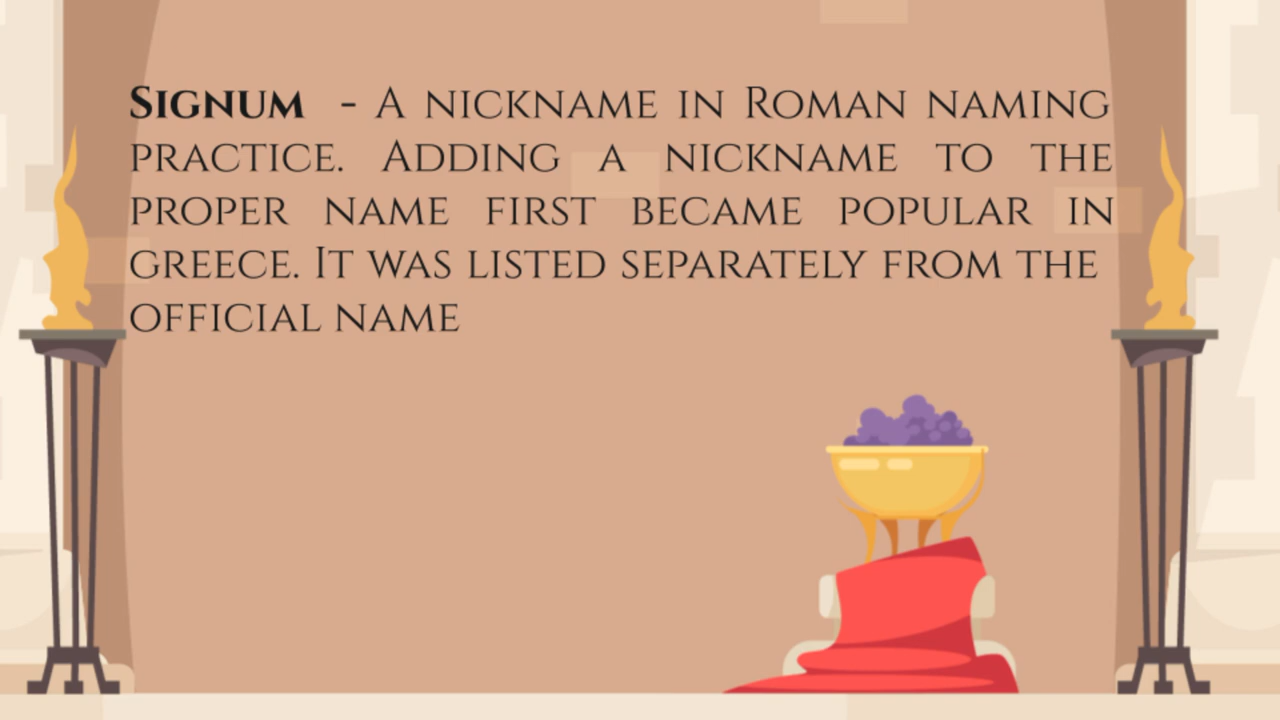 Signum - A nickname in Roman naming
practice. Adding a nickname to the
proper name first became popular in
Greece. It was listed separately from the
official name